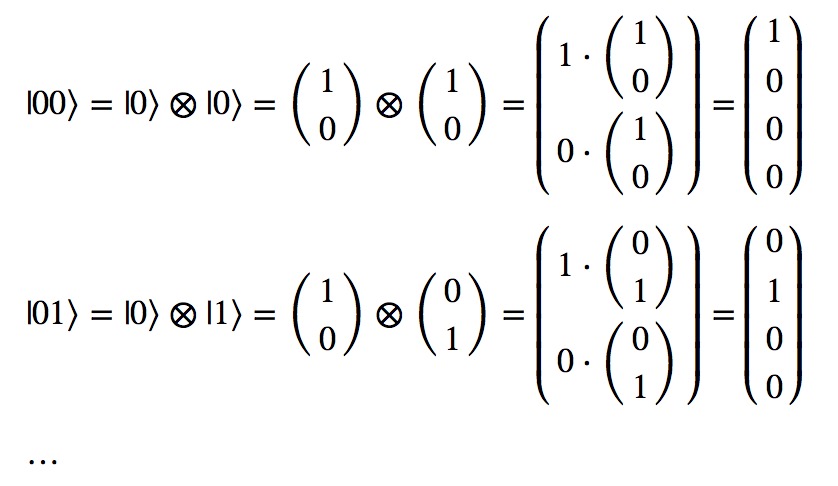 |00⟩ = |0⟩ ⊗ |0⟩ = (1 0) ⊗ (1 0) = (1 · (1 0) 0 · (1 0)) = (1 0 0 0)
|01⟩ = |0⟩ ⊗ |1⟩ = (1 0) ⊗ (0 1) = (1 · (0 1) 0 · (0 1)) = (0 1 0 0)
...